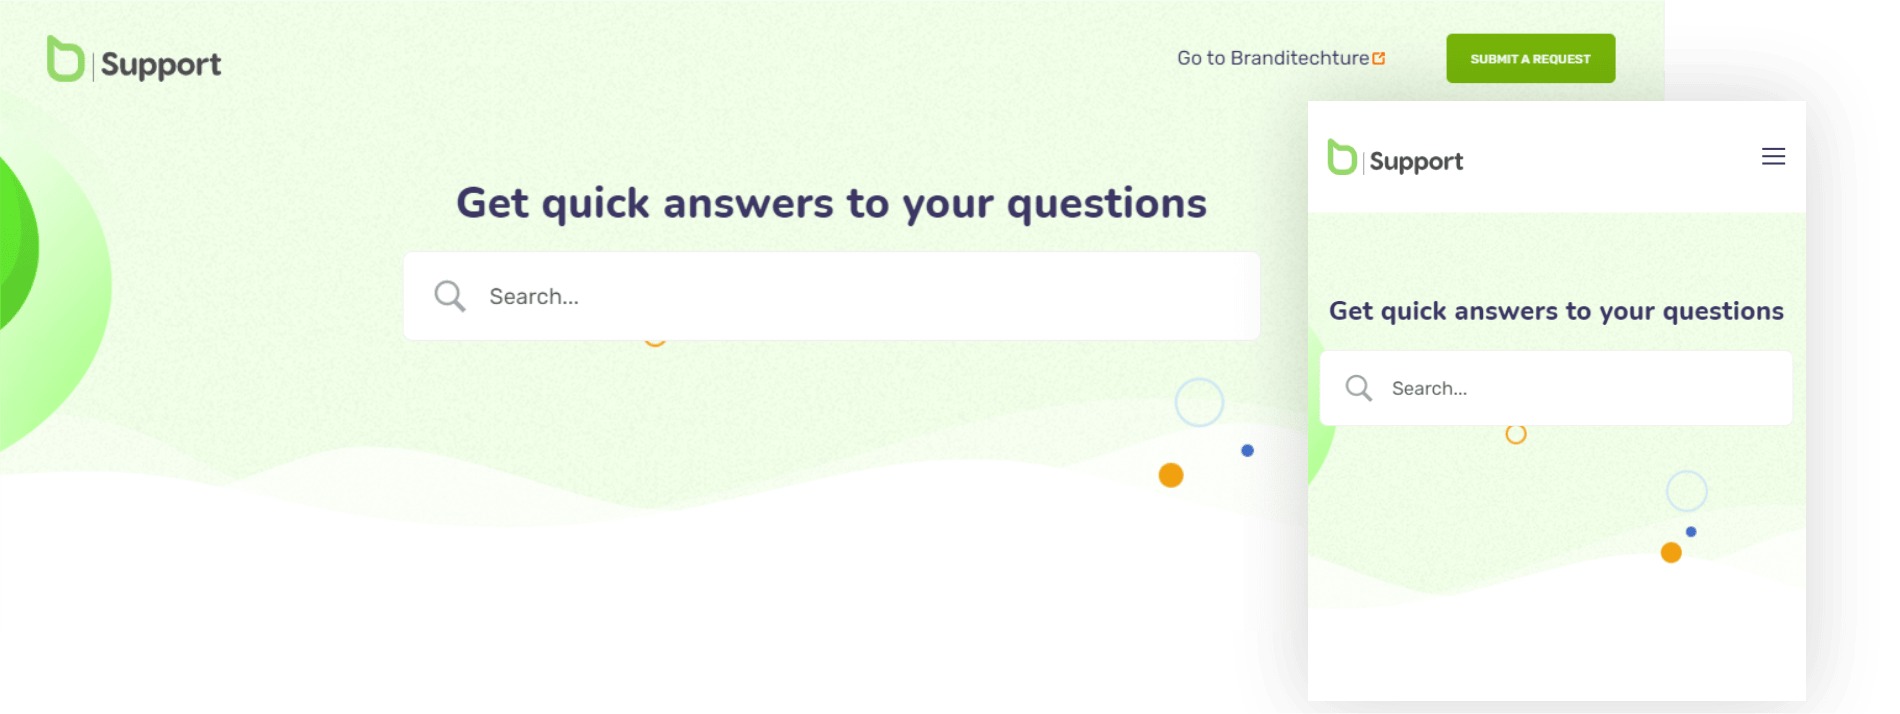 Support
Go to Branditechture
SUBMIT A REQUEST
Get quick answers to your questions
Search...
Support
Get quick answers to your questions
Search...